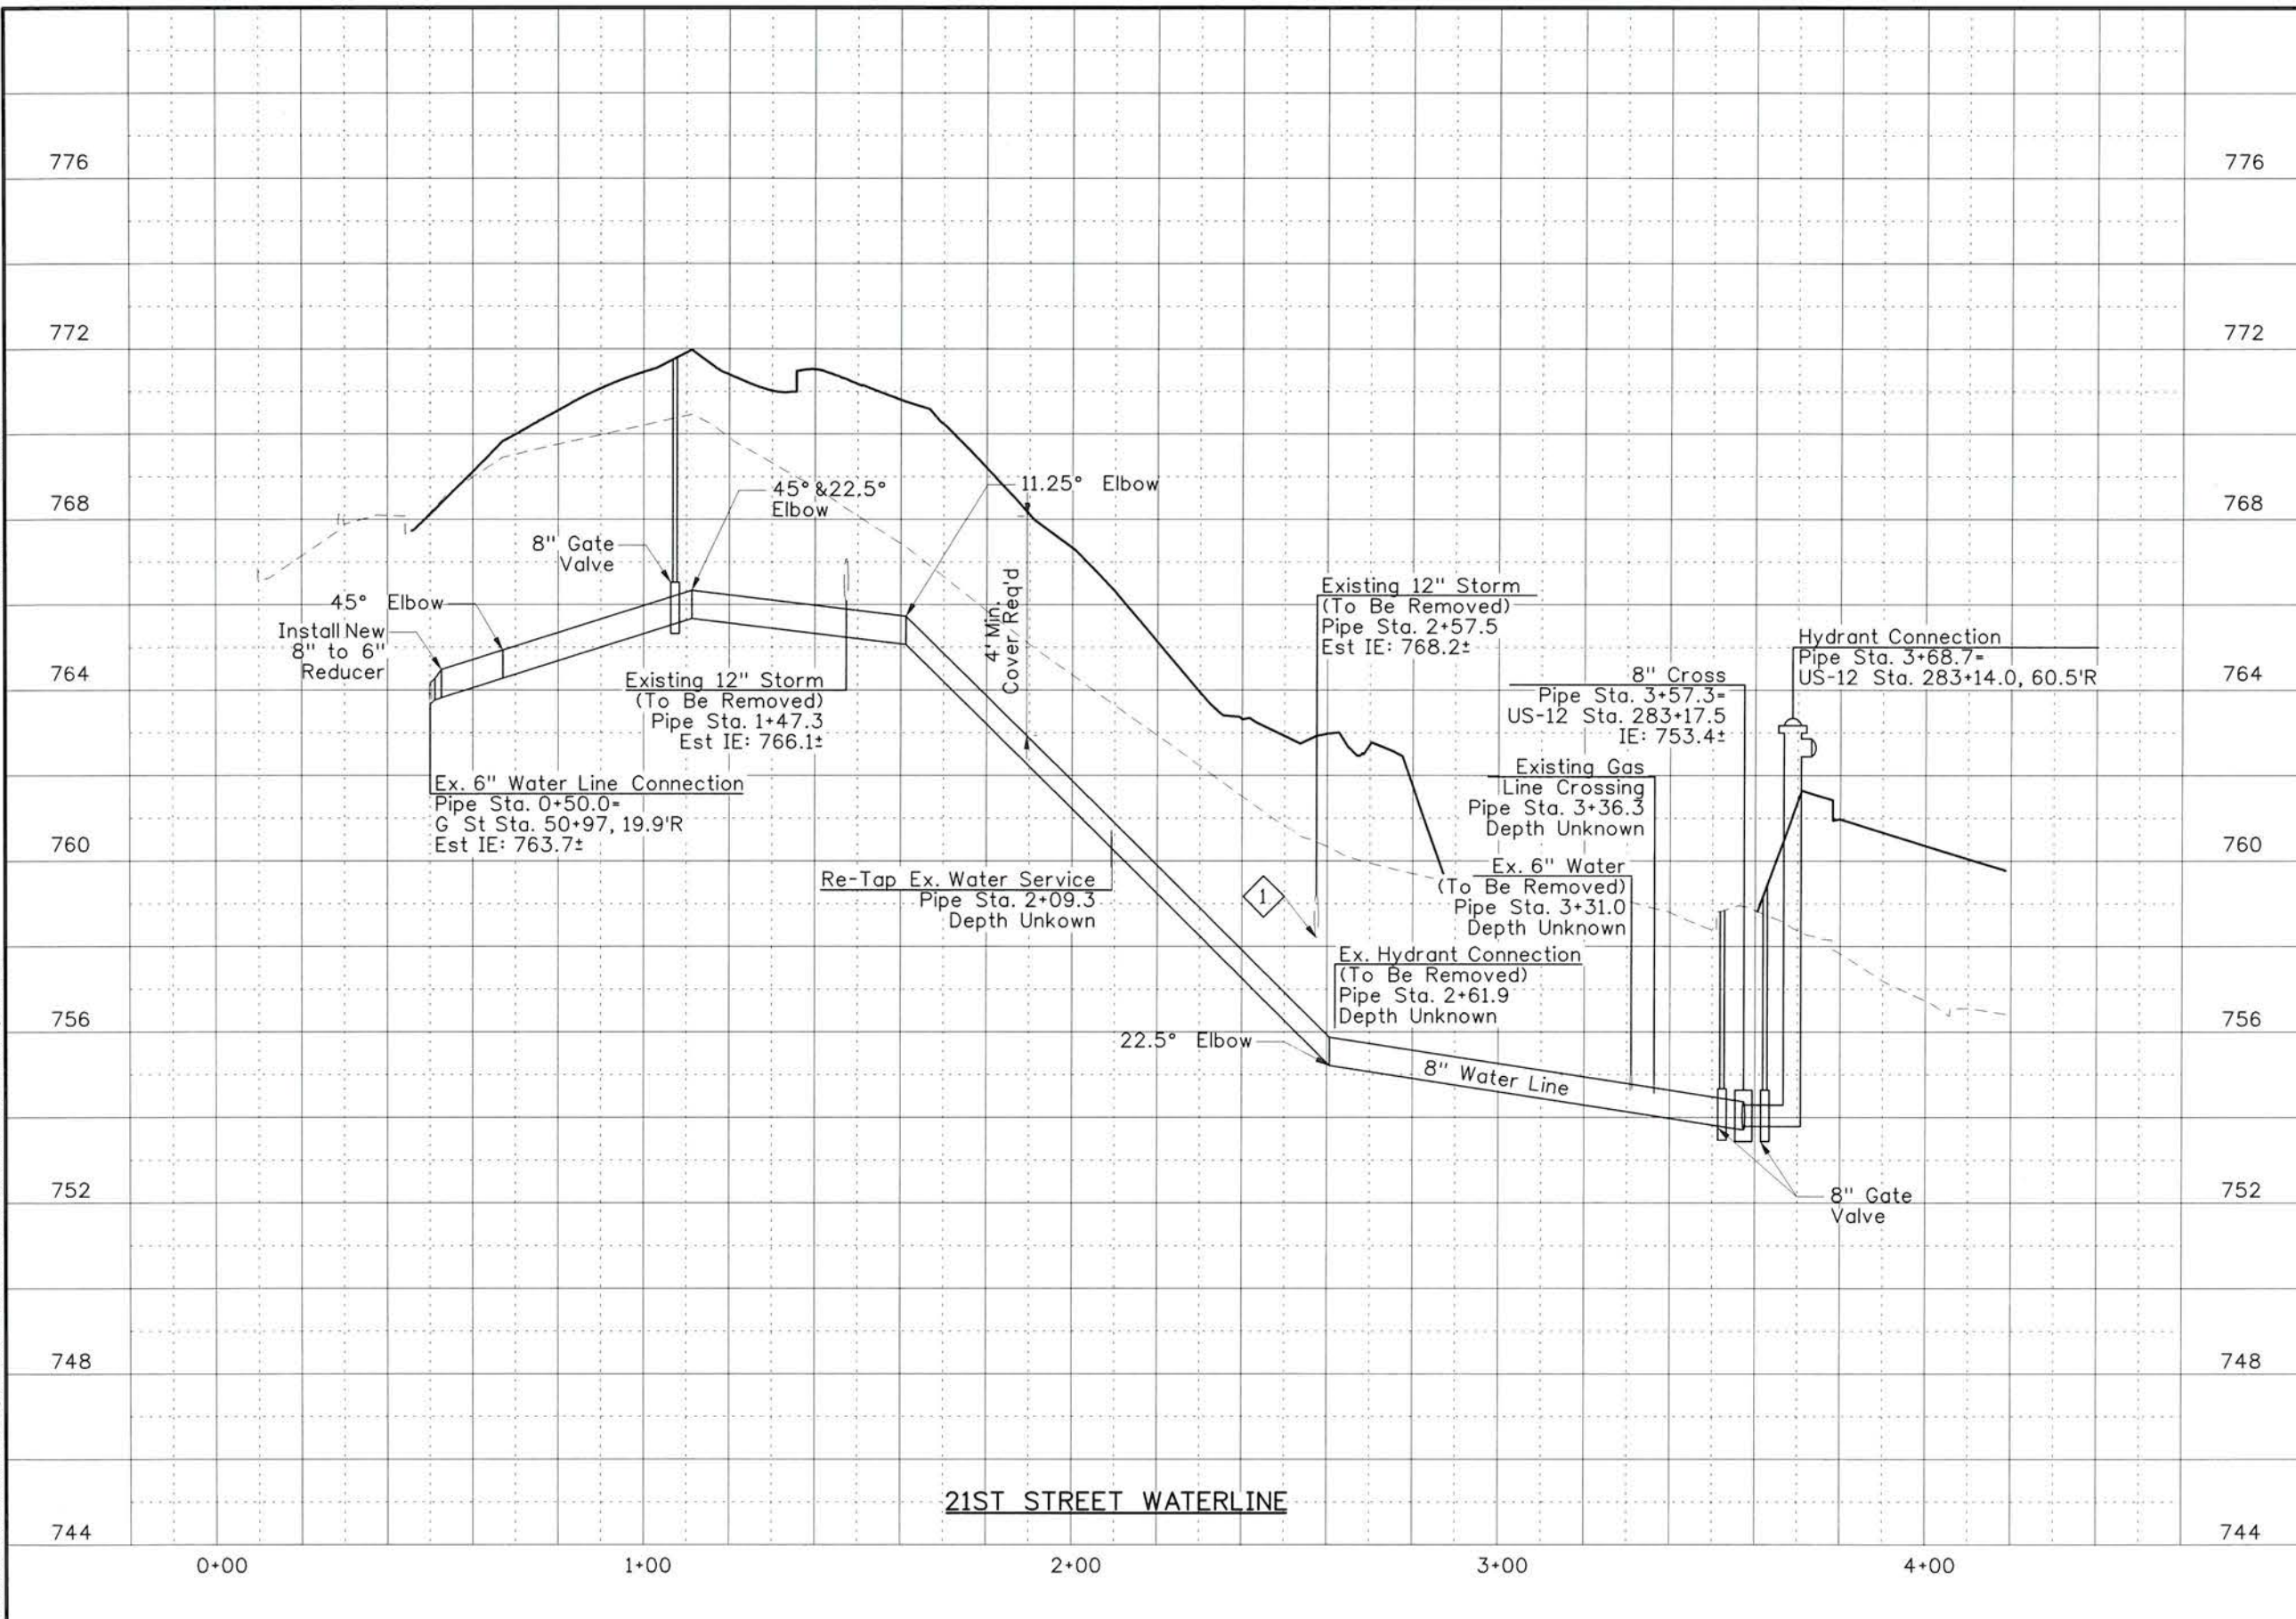 776
776
772
772
768
768
764
764
760
760
756
756
752
752
748
748
744
744
45° &22.5°
Elbow
11.25° Elbow
8" Gate
Valve
45° Elbow
Install New
8" to 6"
Reducer
4' Min.
Cover Req'd
Existing 12" Storm
(To Be Removed)
Pipe Sta. 1+47.3
Est IE: 766.1±
Ex. 6" Water Line Connection
Pipe Sta. 0+50.0=
G St Sta. 50+97, 19.9'R
Est IE: 763.7±
Re-Tap Ex. Water Service
Pipe Sta. 2+09.3
Depth Unkown
Existing 12" Storm
(To Be Removed)
Pipe Sta. 2+57.5
Est IE: 768.2±
1
Ex. Hydrant Connection
(To Be Removed)
Pipe Sta. 2+61.9
Depth Unknown
22.5° Elbow
8" Water Line
8" Cross
Pipe Sta. 3+57.3=
US-12 Sta. 283+17.5
IE: 753.4±
Existing Gas
Line Crossing
Pipe Sta. 3+36.3
Depth Unknown
Ex. 6" Water
(To Be Removed)
Pipe Sta. 3+31.0
Depth Unknown
Hydrant Connection
Pipe Sta. 3+68.7=
US-12 Sta. 283+14.0, 60.5'R
8" Gate
Valve
21ST STREET WATERLINE
0+00
1+00
2+00
3+00
4+00